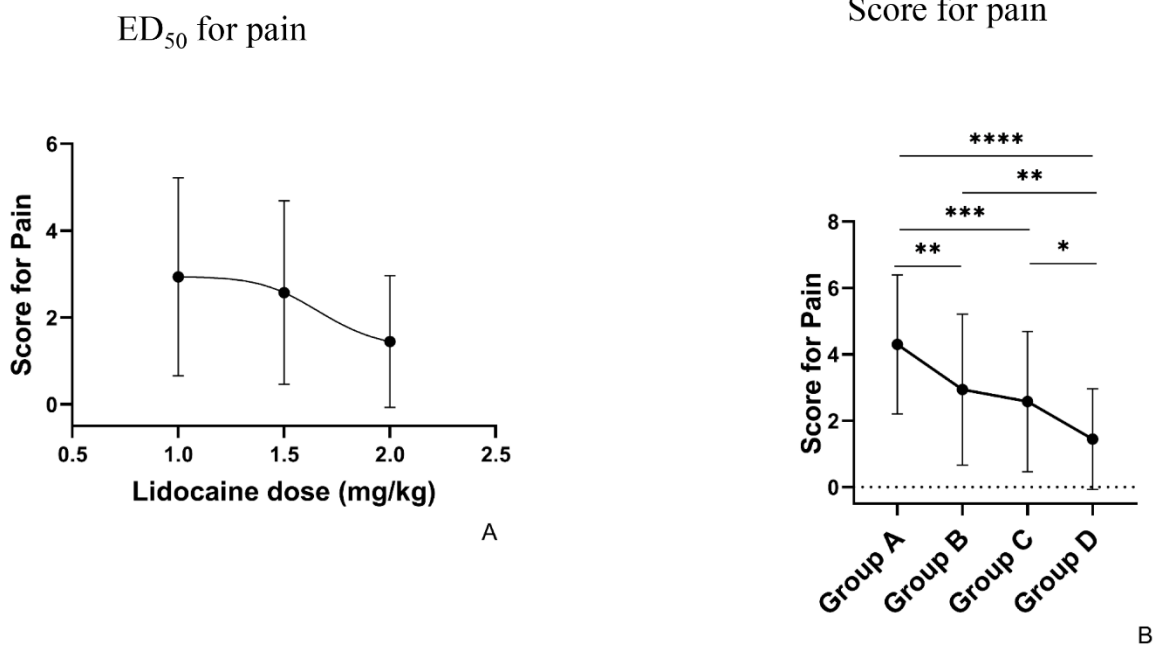 ED₅₀ for pain
Score for pain
6
4
2
0
Score for Pain
0.5 1.0 1.5 2.0 2.5
Lidocaine dose (mg/kg)
A
****
**
***
**
*
8
6
4
2
0
Score for Pain
Group A
Group B
Group C
Group D
B